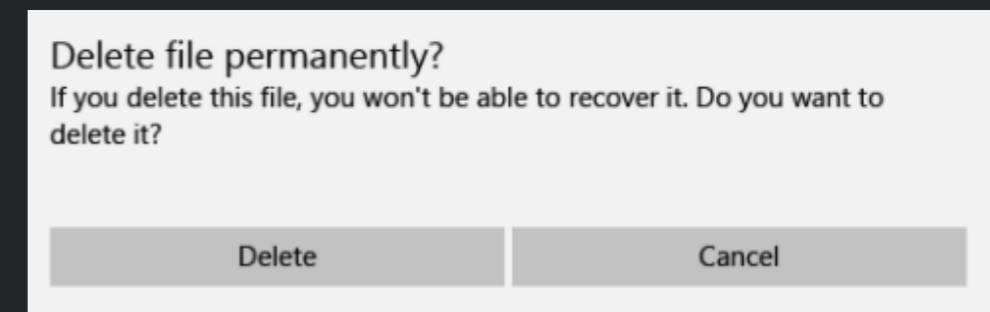 Delete file permanently?
If you delete this file, you won't be able to recover it. Do you want to
delete it?
Delete
Cancel